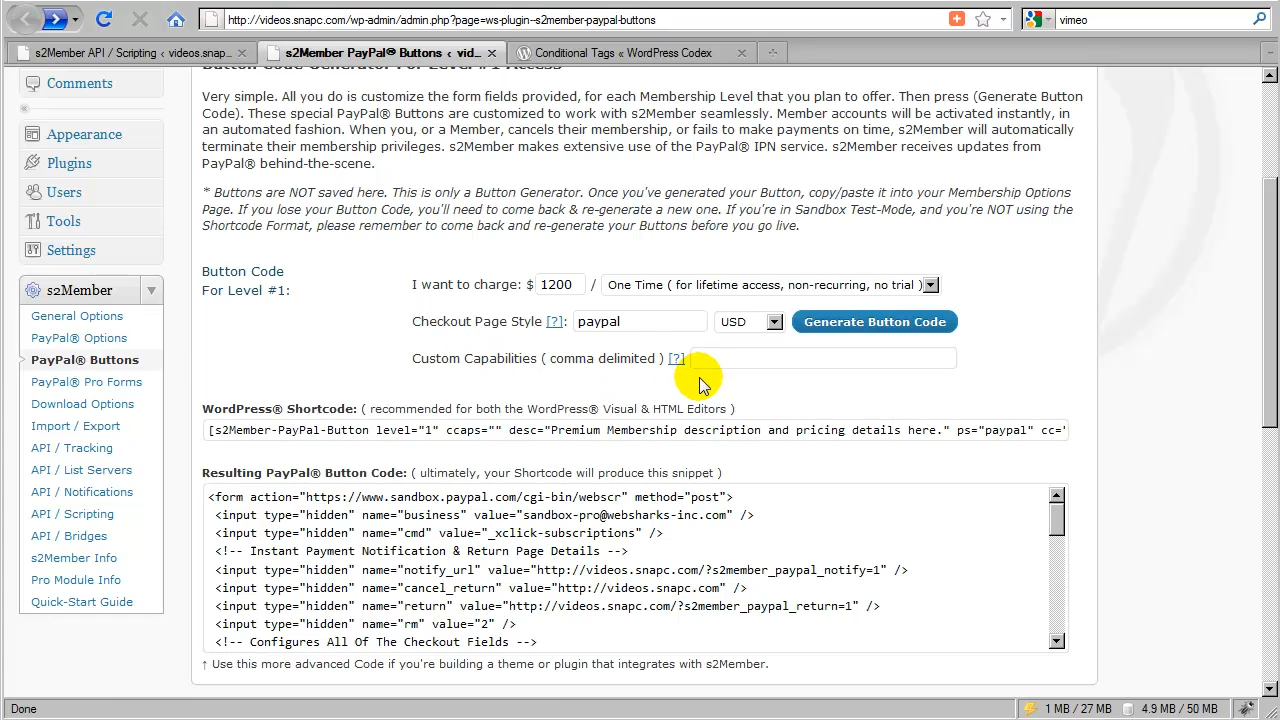 http://videos.snapc.com/wp-admin/admin.php?page=ws-plugin--s2member-paypal-buttons
vimeo
s2Member API / Scripting ‹ videos.snap...
s2Member PayPal® Buttons ‹ vid...
Conditional Tags « WordPress Codex
Button Code Generator For Level #1 Access
Comments
Appearance
Plugins
Users
Tools
Settings
s2Member
General Options
PayPal® Options
PayPal® Buttons
PayPal® Pro Forms
Download Options
Import / Export
API / Tracking
API / List Servers
API / Notifications
API / Scripting
API / Bridges
s2Member Info
Pro Module Info
Quick-Start Guide
Very simple. All you do is customize the form fields provided, for each Membership Level that you plan to offer. Then press (Generate Button
Code). These special PayPal® Buttons are customized to work with s2Member seamlessly. Member accounts will be activated instantly, in
an automated fashion. When you, or a Member, cancels their membership, or fails to make payments on time, s2Member will automatically
terminate their membership privileges. s2Member makes extensive use of the PayPal® IPN service. s2Member receives updates from
PayPal® behind-the-scene.
* Buttons are NOT saved here. This is only a Button Generator. Once you've generated your Button, copy/paste it into your Membership Options
Page. If you lose your Button Code, you'll need to come back & re-generate a new one. If you're in Sandbox Test-Mode, and you're NOT using the
Shortcode Format, please remember to come back and re-generate your Buttons before you go live.
Button Code
For Level #1:
I want to charge: $ 1200 / One Time ( for lifetime access, non-recurring, no trial )
Checkout Page Style [?]: paypal USD Generate Button Code
Custom Capabilities ( comma delimited ) [?]
WordPress® Shortcode: ( recommended for both the WordPress® Visual & HTML Editors )
[s2Member-PayPal-Button level="1" ccaps="" desc="Premium Membership description and pricing details here." ps="paypal" cc="
Resulting PayPal® Button Code: ( ultimately, your Shortcode will produce this snippet )
<form action="https://www.sandbox.paypal.com/cgi-bin/webscr" method="post">
<input type="hidden" name="business" value="sandbox-pro@websharks-inc.com" />
<input type="hidden" name="cmd" value="_xclick-subscriptions" />
<!-- Instant Payment Notification & Return Page Details -->
<input type="hidden" name="notify_url" value="http://videos.snapc.com/?s2member_paypal_notify=1" />
<input type="hidden" name="cancel_return" value="http://videos.snapc.com" />
<input type="hidden" name="return" value="http://videos.snapc.com/?s2member_paypal_return=1" />
<input type="hidden" name="rm" value="2" />
<!-- Configures All Of The Checkout Fields -->
↑ Use this more advanced Code if you're building a theme or plugin that integrates with s2Member.
Done
1 MB / 27 MB
4.9 MB / 50 MB